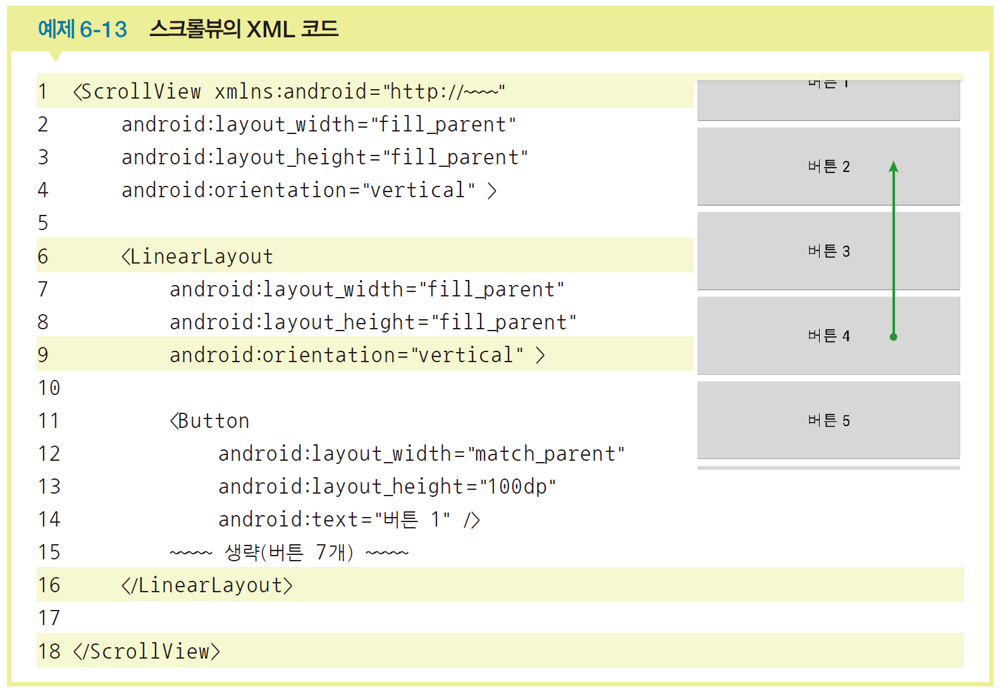 예제 6-13 스크롤뷰의 XML 코드
1 <ScrollView xmlns:android="http://~~~~"
2 android:layout_width="fill_parent"
3 android:layout_height="fill_parent"
4 android:orientation="vertical" >
5
6 <LinearLayout
7 android:layout_width="fill_parent"
8 android:layout_height="fill_parent"
9 android:orientation="vertical" >
10
11 <Button
12 android:layout_width="match_parent"
13 android:layout_height="100dp"
14 android:text="버튼 1" />
15 ~~~~~ 생략(버튼 7개) ~~~~~
16 </LinearLayout>
17
18 </ScrollView>
버튼 1
버튼 2
버튼 3
버튼 4
버튼 5